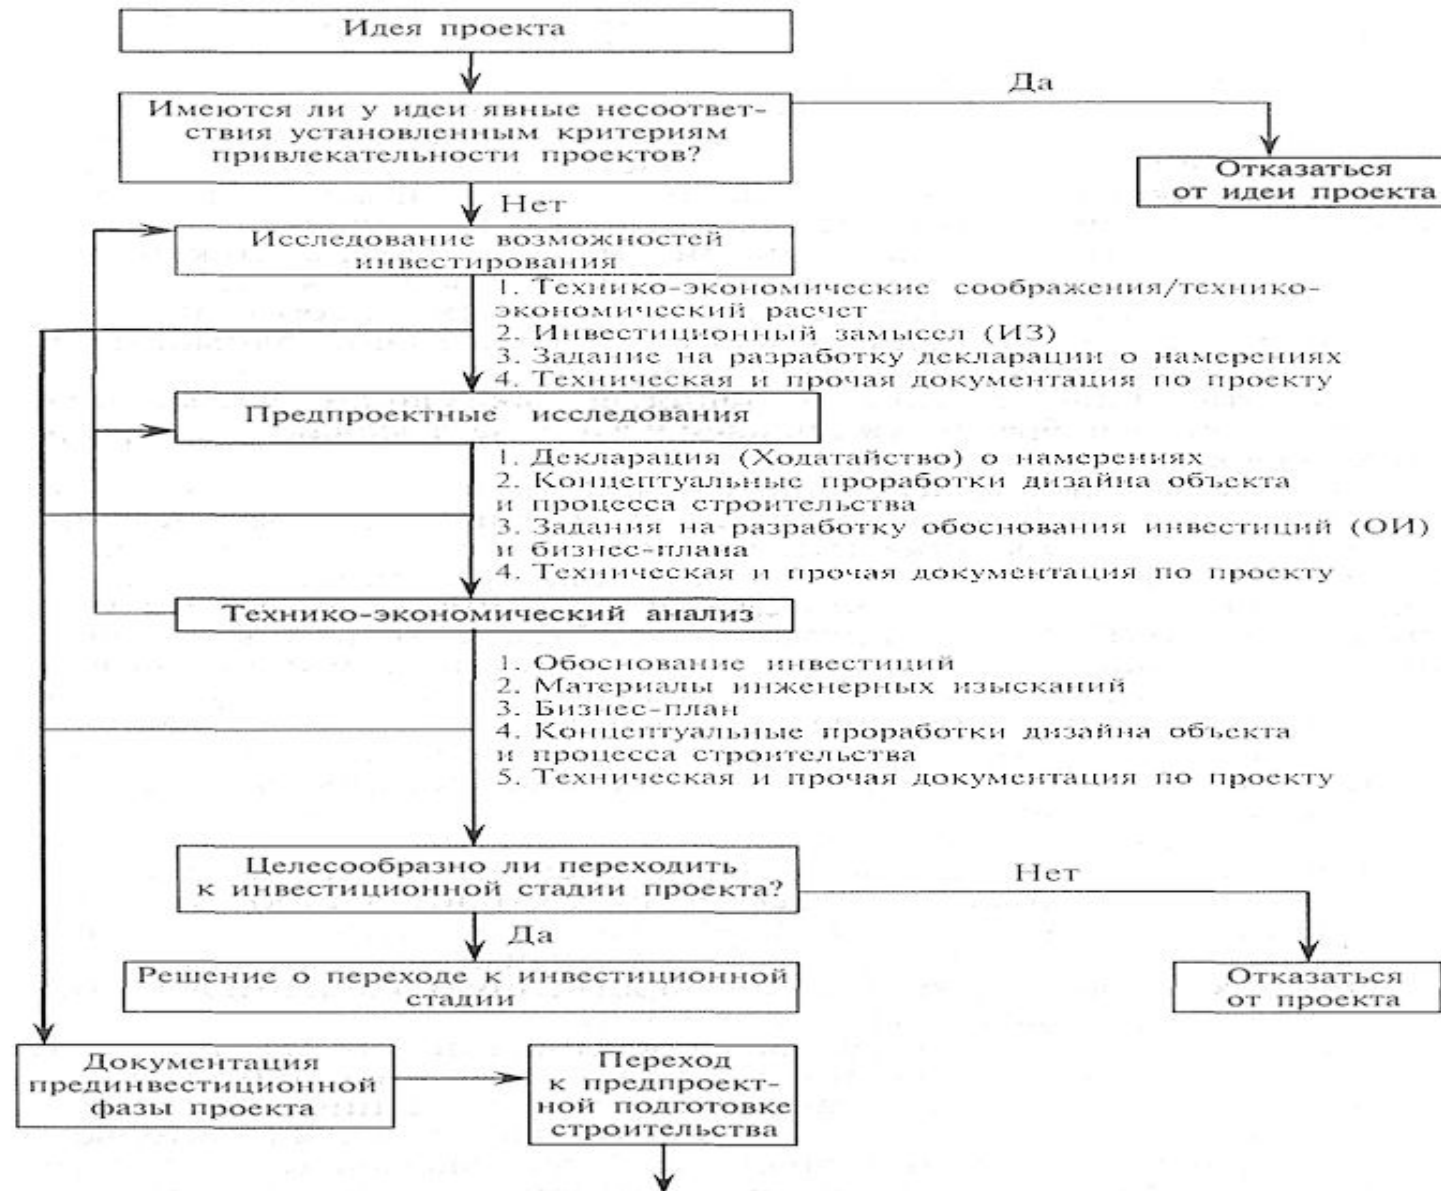 Идея проекта
Да
Имеются ли у идеи явные несоответ-
ствия установленным критериям
привлекательности проектов?
Отказаться
от идеи проекта
Нет
Исследование возможностей
инвестирования
1. Технико-экономические соображения/технико-
экономический расчет
2. Инвестиционный замысел (ИЗ)
3. Задание на разработку декларации о намерениях
4. Техническая и прочая документация по проекту
Предпроектные исследования
1. Декларация (Ходатайство) о намерениях
2. Концептуальные проработки дизайна объекта
и процесса строительства
3. Задания на разработку обоснования инвестиций (ОИ)
и бизнес-плана
4. Техническая и прочая документация по проекту
Технико-экономический анализ
1. Обоснование инвестиций
2. Материалы инженерных изысканий
3. Бизнес-план
4. Концептуальные проработки дизайна объекта
и процесса строительства
5. Техническая и прочая документация по проекту
Целесообразно ли переходить
к инвестиционной стадии проекта?
Нет
Да
Решение о переходе к инвестиционной
стадии
Отказаться
от проекта
Документация
прединвестиционной
фазы проекта
Переход
к предпроект-
ной подготовке
строительства